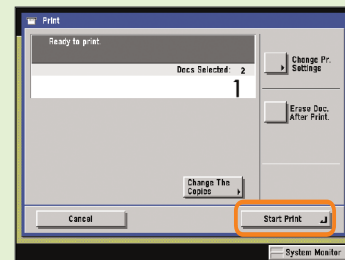 Print
Ready to print.
Docs Selected: 2
1
Change Pr.
Settings
Erase Doc.
After Print.
Change The
Copies
Cancel
Start Print
System Monitor